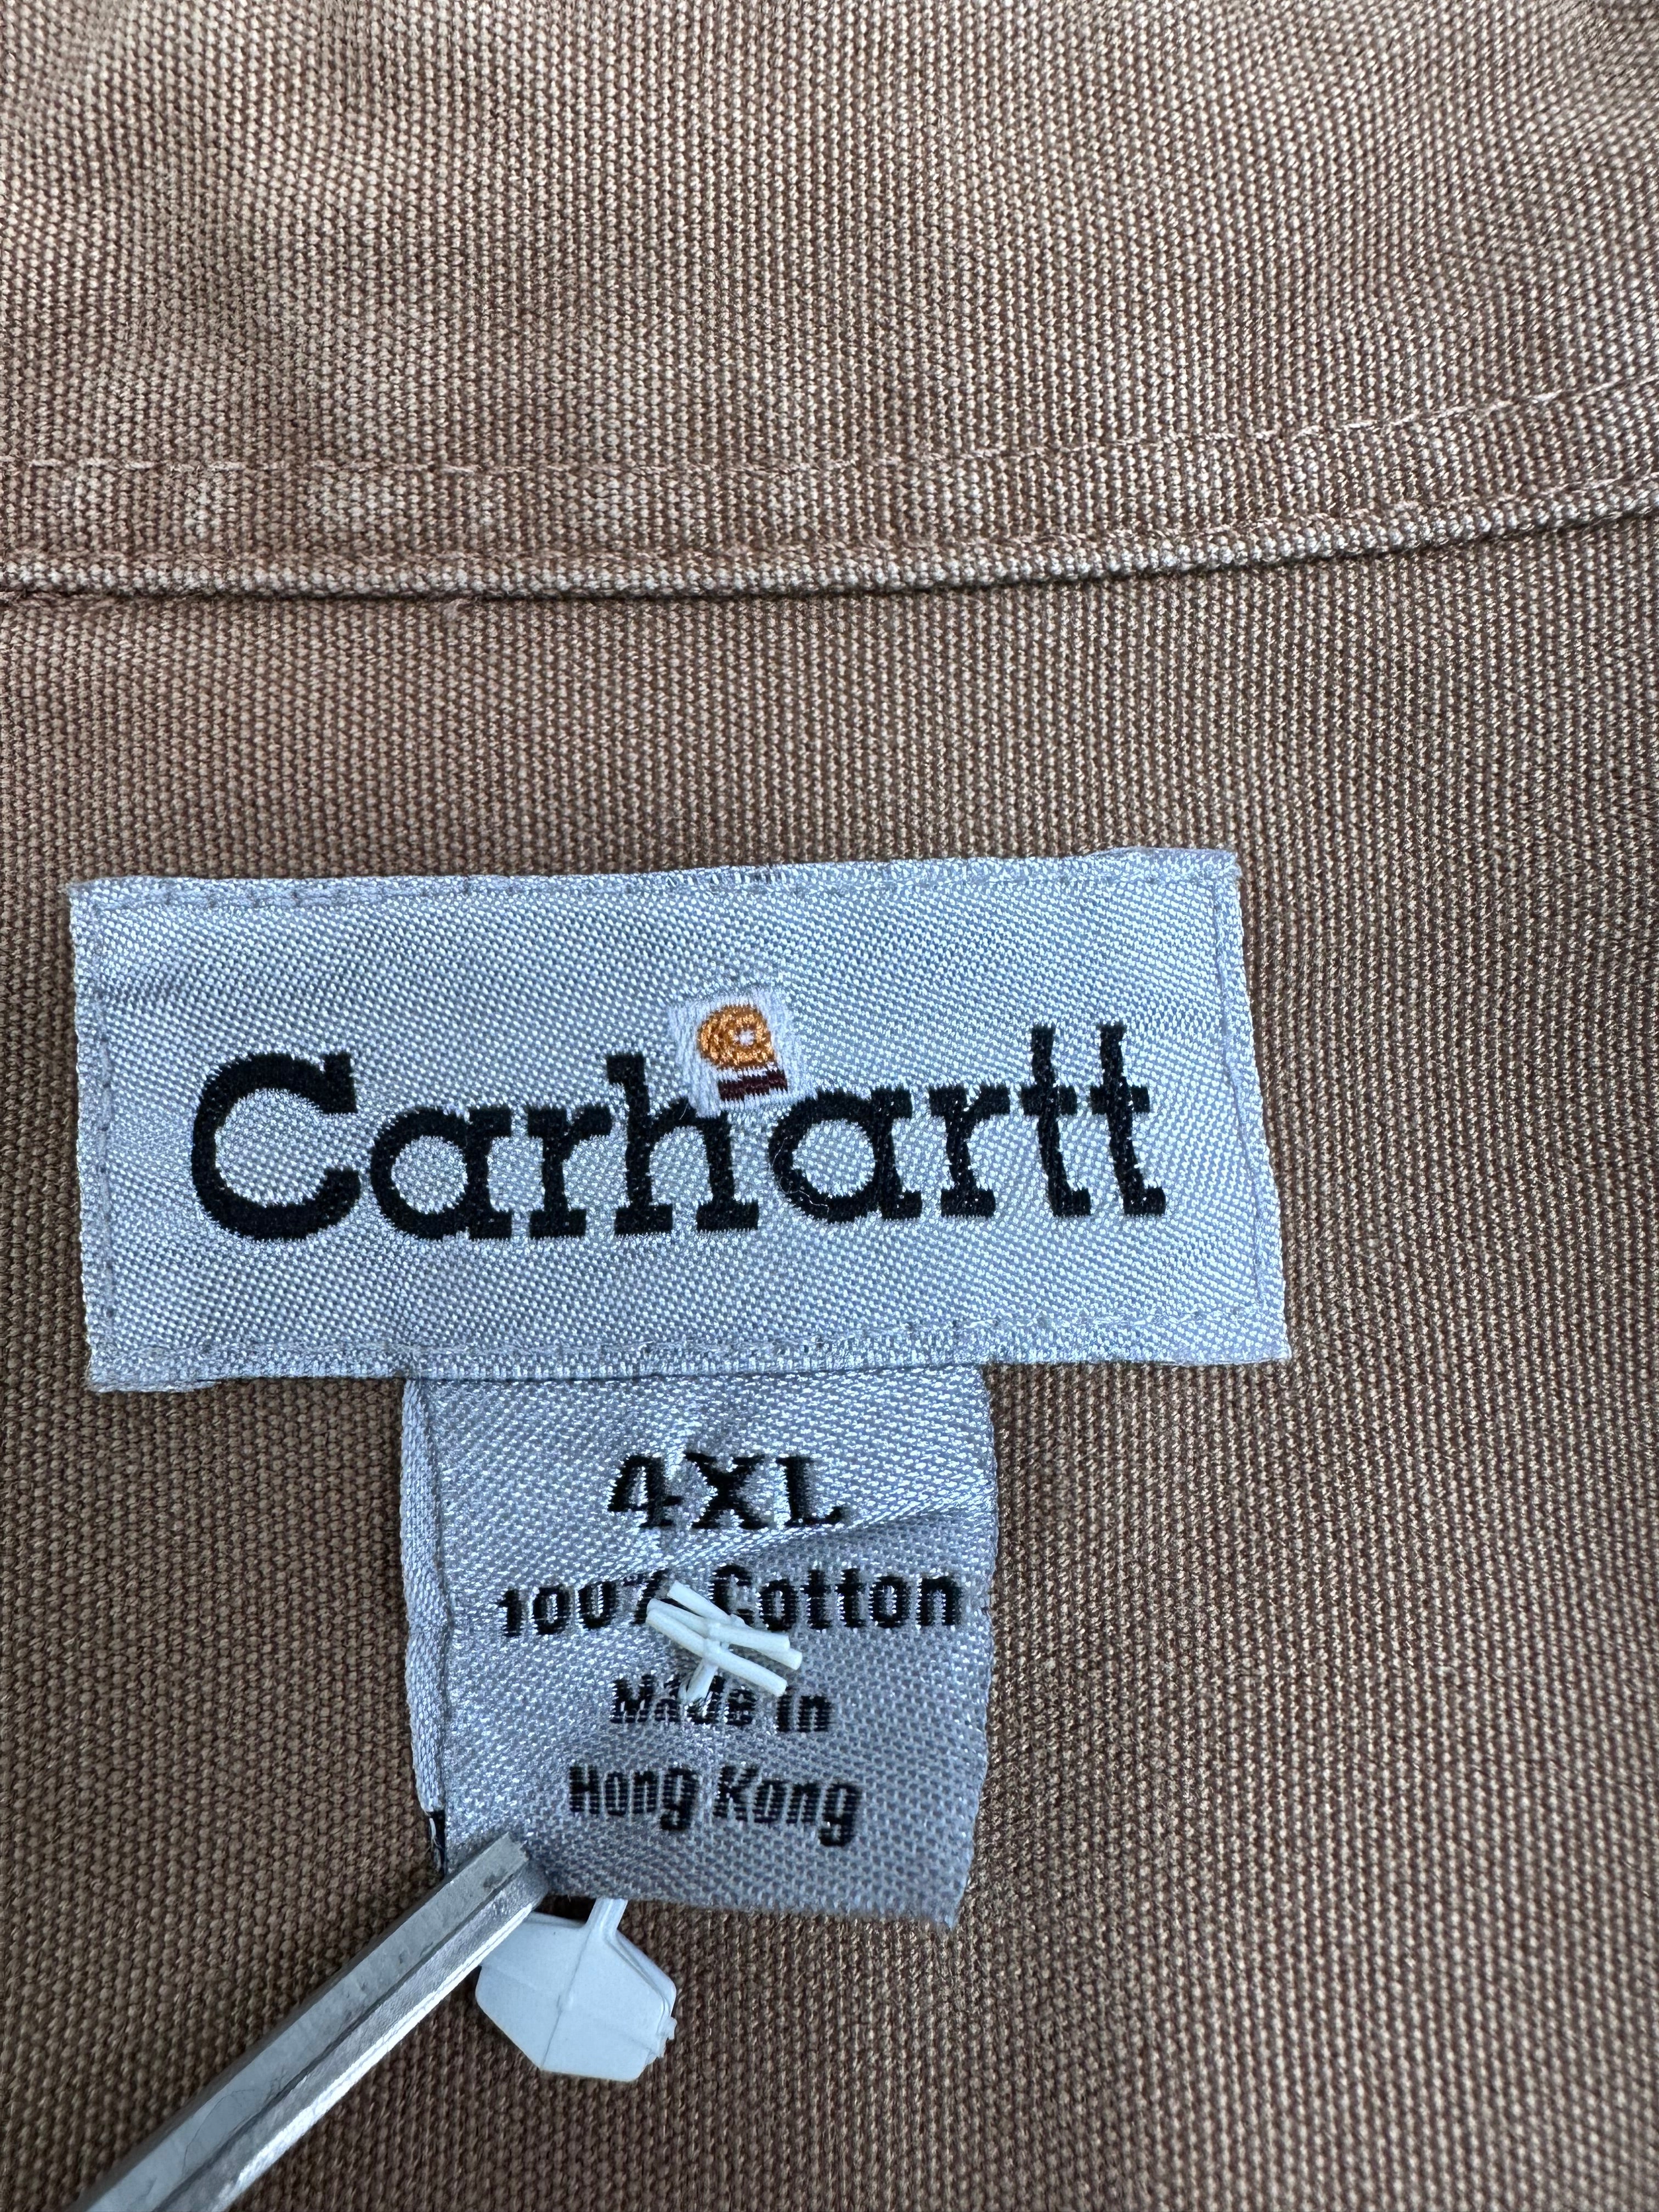 Carhartt
4XL
100% Cotton
Made in
Hong Kong